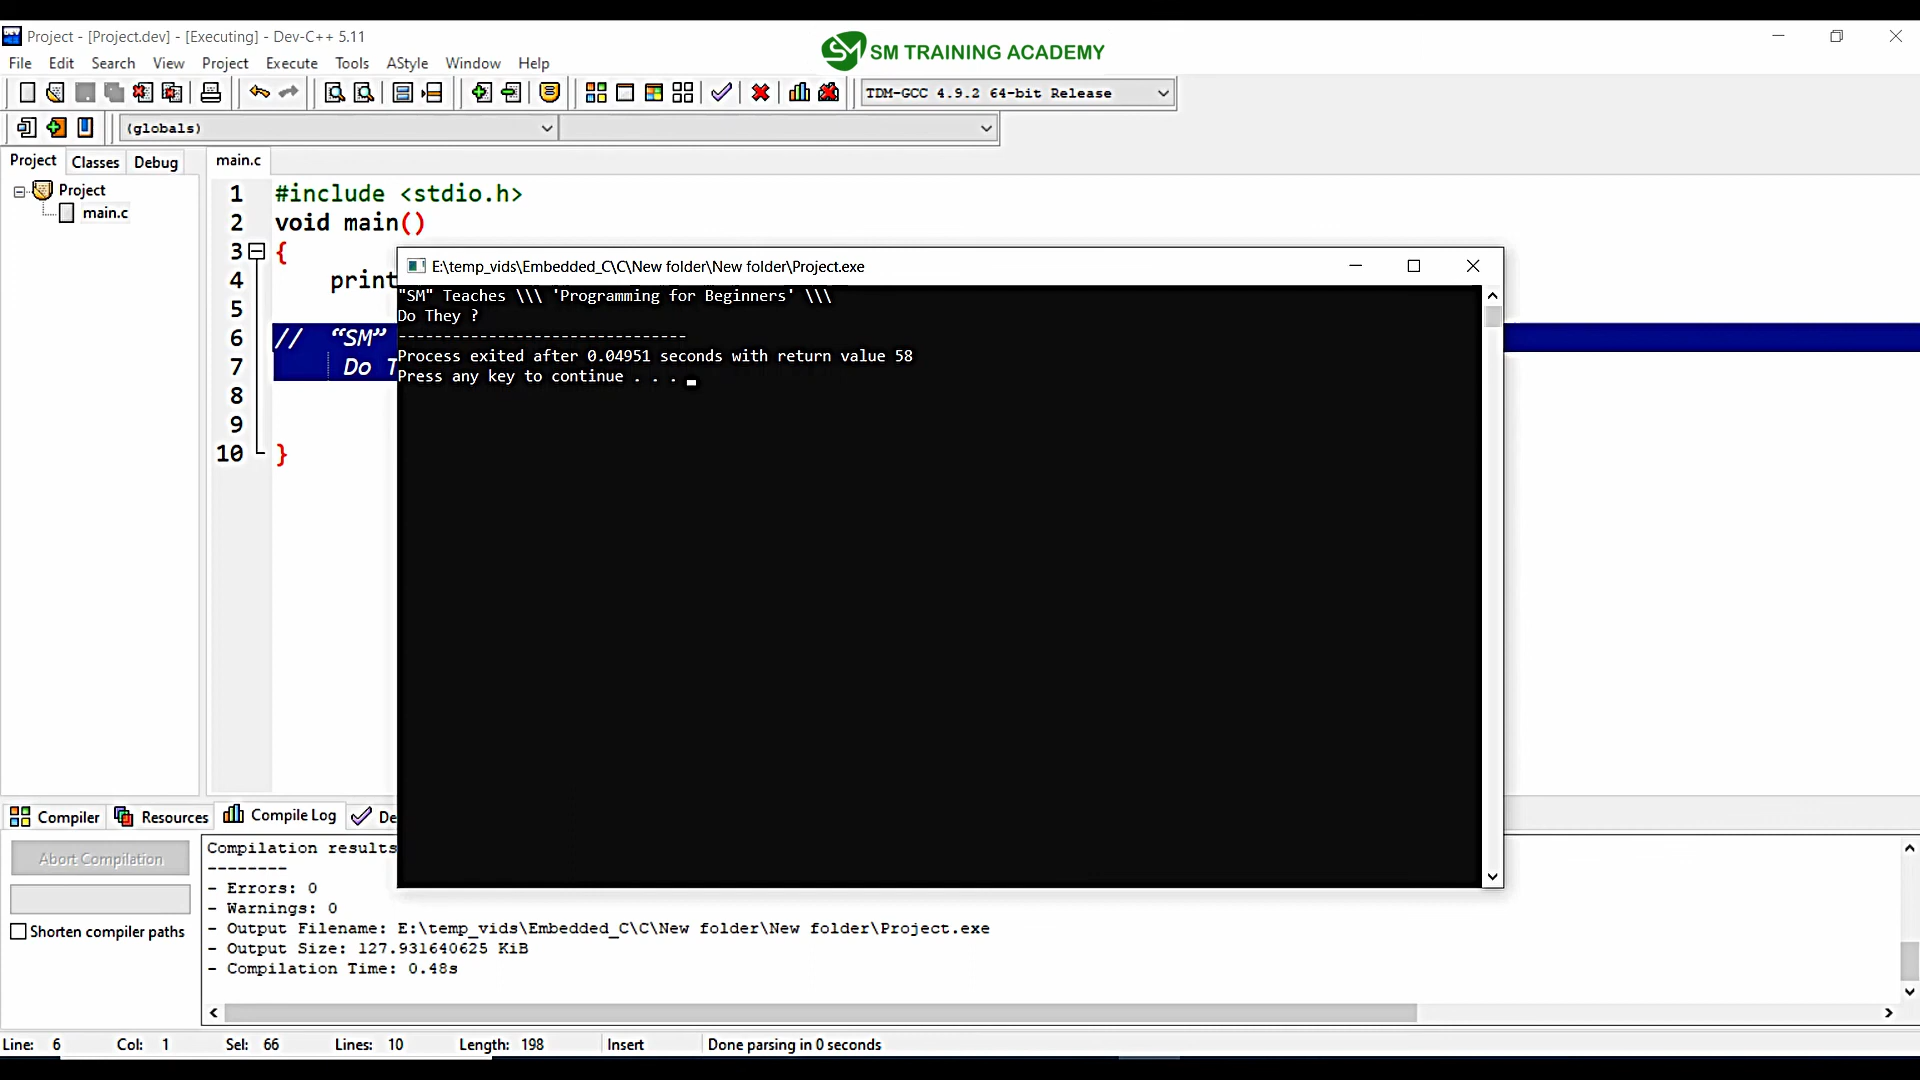 Project - [Project.dev] - [Executing] - Dev-C++ 5.11
SM TRAINING ACADEMY
File Edit Search View Project Execute Tools AStyle Window Help
TDM-GCC 4.9.2 64-bit Release
(globals)
Project Classes Debug main.c
Project
main.c
1 #include <stdio.h>
2 void main()
3 {
4 print
5
6 // “SM”
7 Do T
8
9
10 }
E:\temp_vids\Embedded_C\C\New folder\New folder\Project.exe
"SM" Teaches \\\ 'Programming for Beginners' \\\
Do They ?
--------------------------------
Process exited after 0.04951 seconds with return value 58
Press any key to continue . . .
Compiler Resources Compile Log De
Abort Compilation
Shorten compiler paths
Compilation results
--------
- Errors: 0
- Warnings: 0
- Output Filename: E:\temp_vids\Embedded_C\C\New folder\New folder\Project.exe
- Output Size: 127.931640625 KiB
- Compilation Time: 0.48s
Line: 6 Col: 1 Sel: 66 Lines: 10 Length: 198 Insert Done parsing in 0 seconds